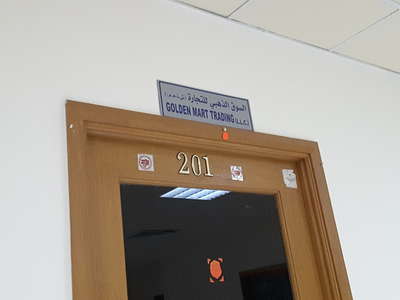 السوق الذهبي للتجارة (ش.ذ.م.م)
GOLDEN MART TRADING (L.L.C.)
201